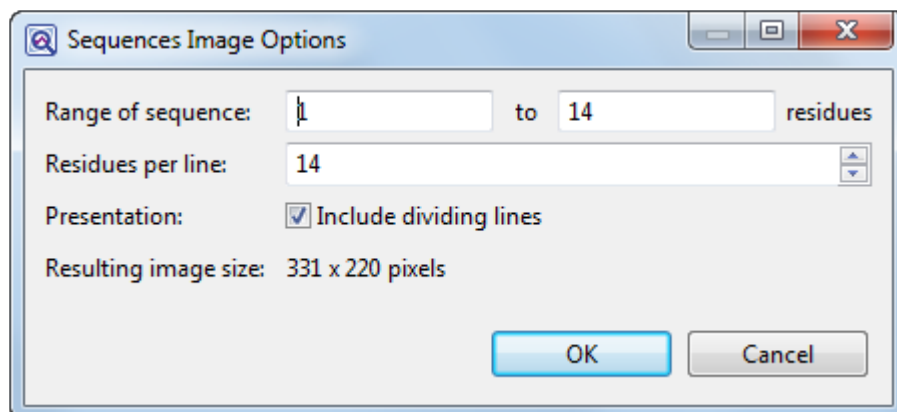 Sequences Image Options
Range of sequence: 1 to 14 residues
Residues per line: 14
Presentation: Include dividing lines
Resulting image size: 331 x 220 pixels
OK Cancel